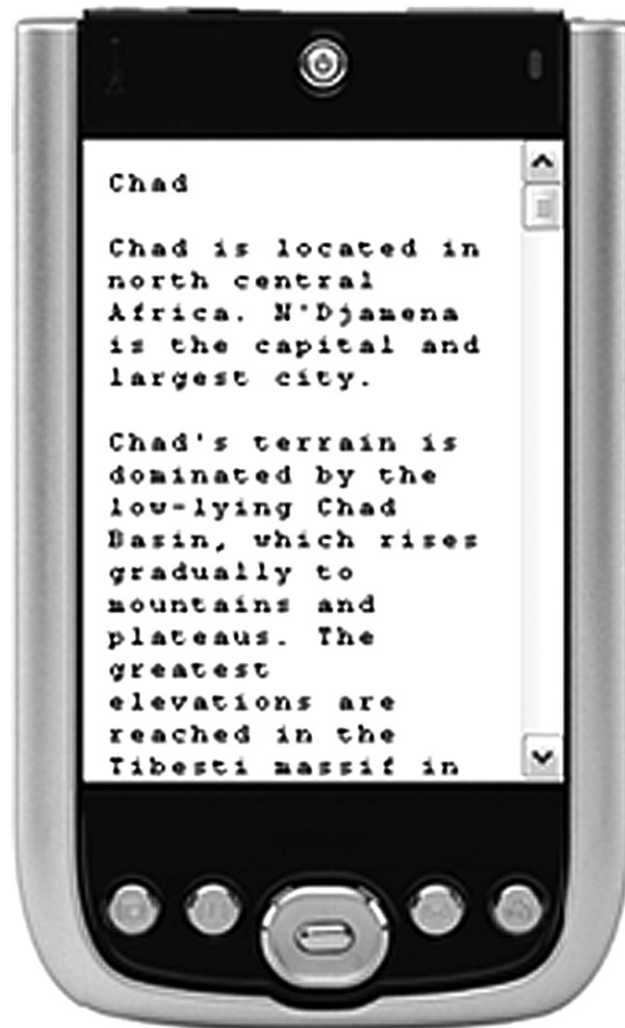 Chad
Chad is located in
north central
Africa. N'Djamena
is the capital and
largest city.
Chad's terrain is
dominated by the
low-lying Chad
Basin, which rises
gradually to
mountains and
plateaus. The
greatest
elevations are
reached in the
Tibesti massif in